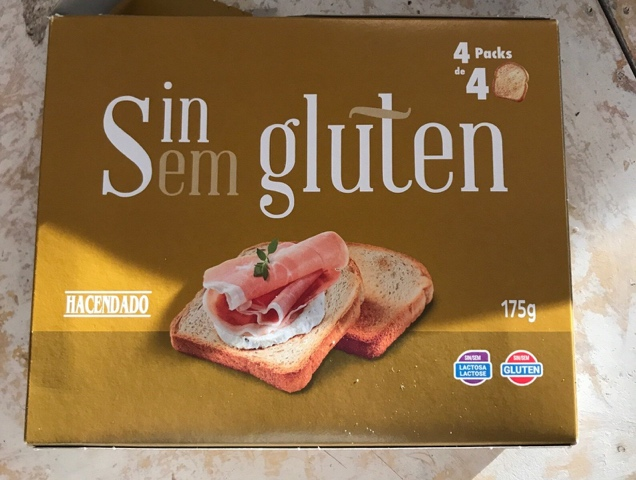 4 Packs
de 4
Sin
Sem gluten
HACENDADO
175g
SIN/SEM
LACTOSA
LACTOSE
SIN/SEM
GLUTEN